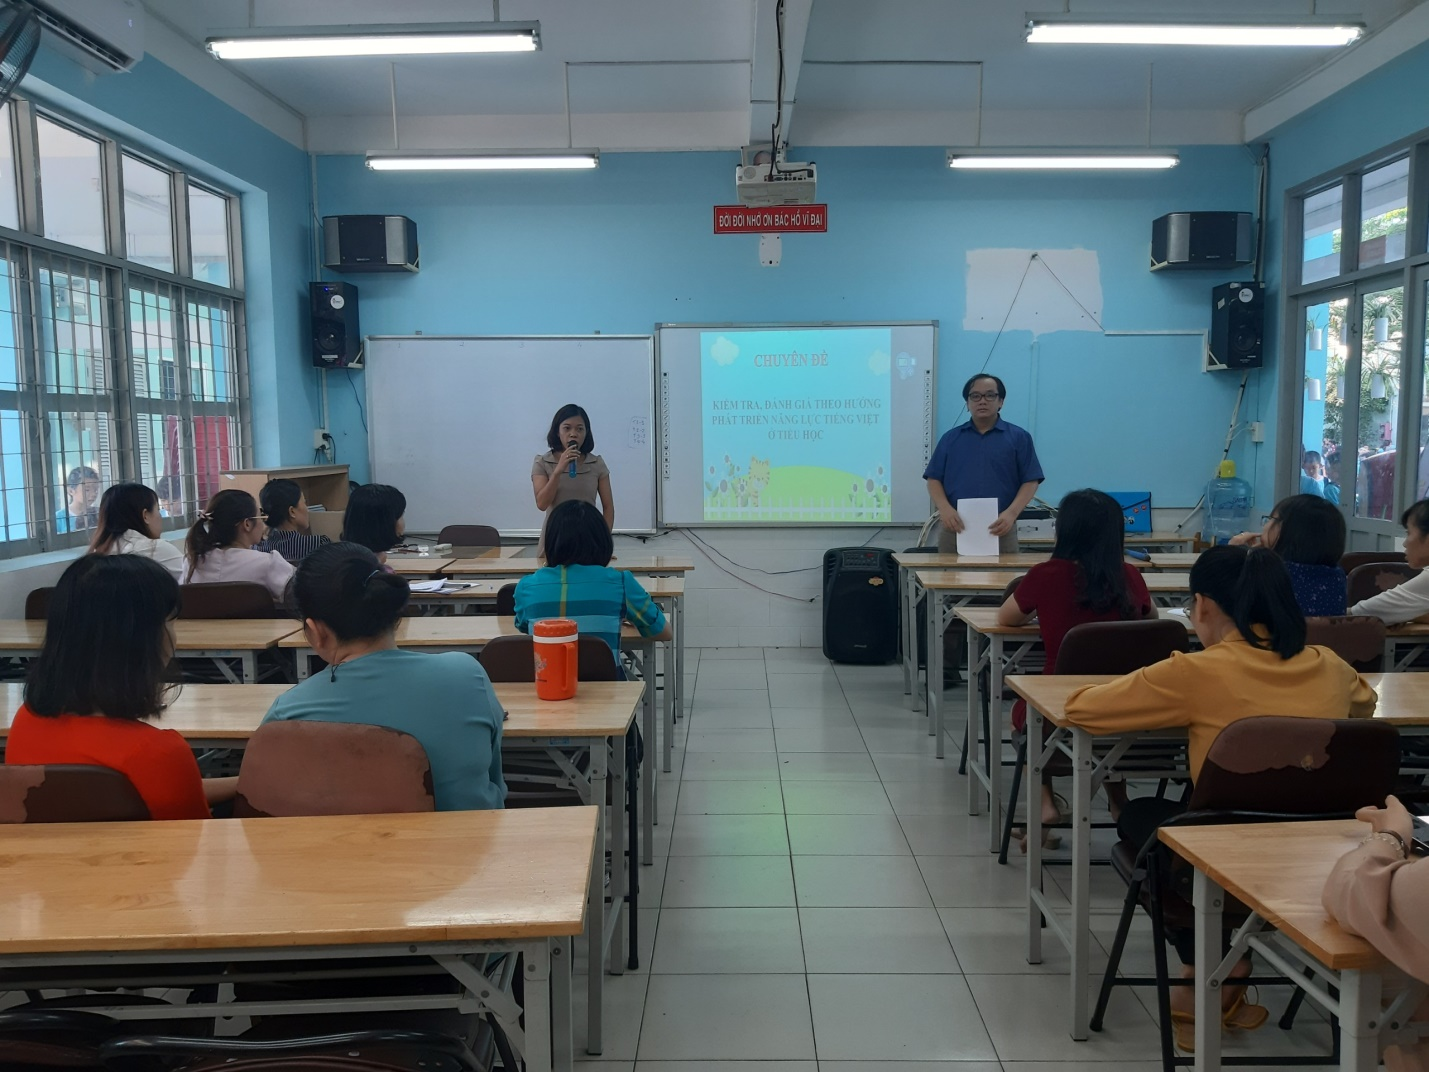 ĐỜI ĐỜI NHỚ ƠN BÁC HỒ VĨ ĐẠI
CHUYÊN ĐỀ
KIỂM TRA, ĐÁNH GIÁ THEO HƯỚNG
PHÁT TRIỂN NĂNG LỰC TIẾNG VIỆT
Ở TIỂU HỌC